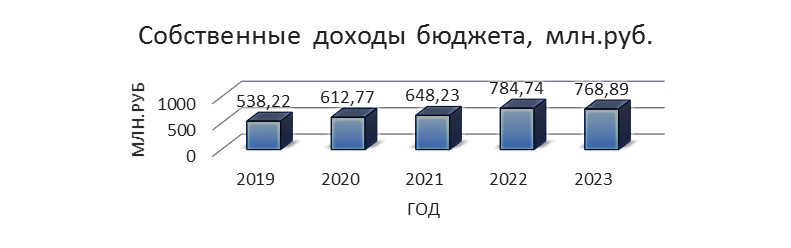 Собственные доходы бюджета, млн.руб.
МЛН.РУБ
1000
500
0
538,22 612,77 648,23 784,74 768,89
2019 2020 2021 2022 2023
ГОД